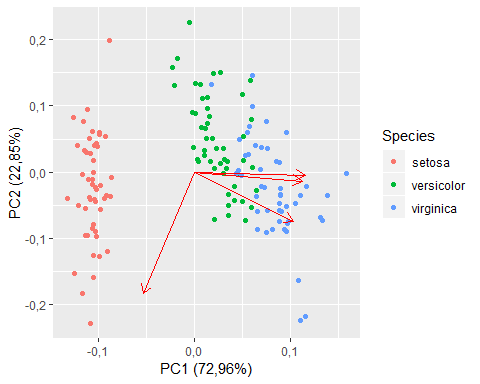 0,2
0,1
0,0
-0,1
-0,2
PC2 (22,85%)
-0,1 0,0 0,1
PC1 (72,96%)
Species
setosa
versicolor
virginica